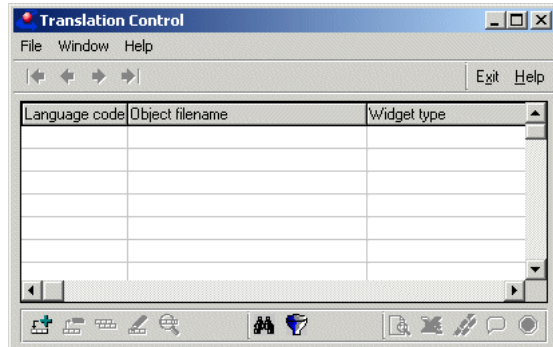 Translation Control
File Window Help
Exit Help
Language code Object filename Widget type